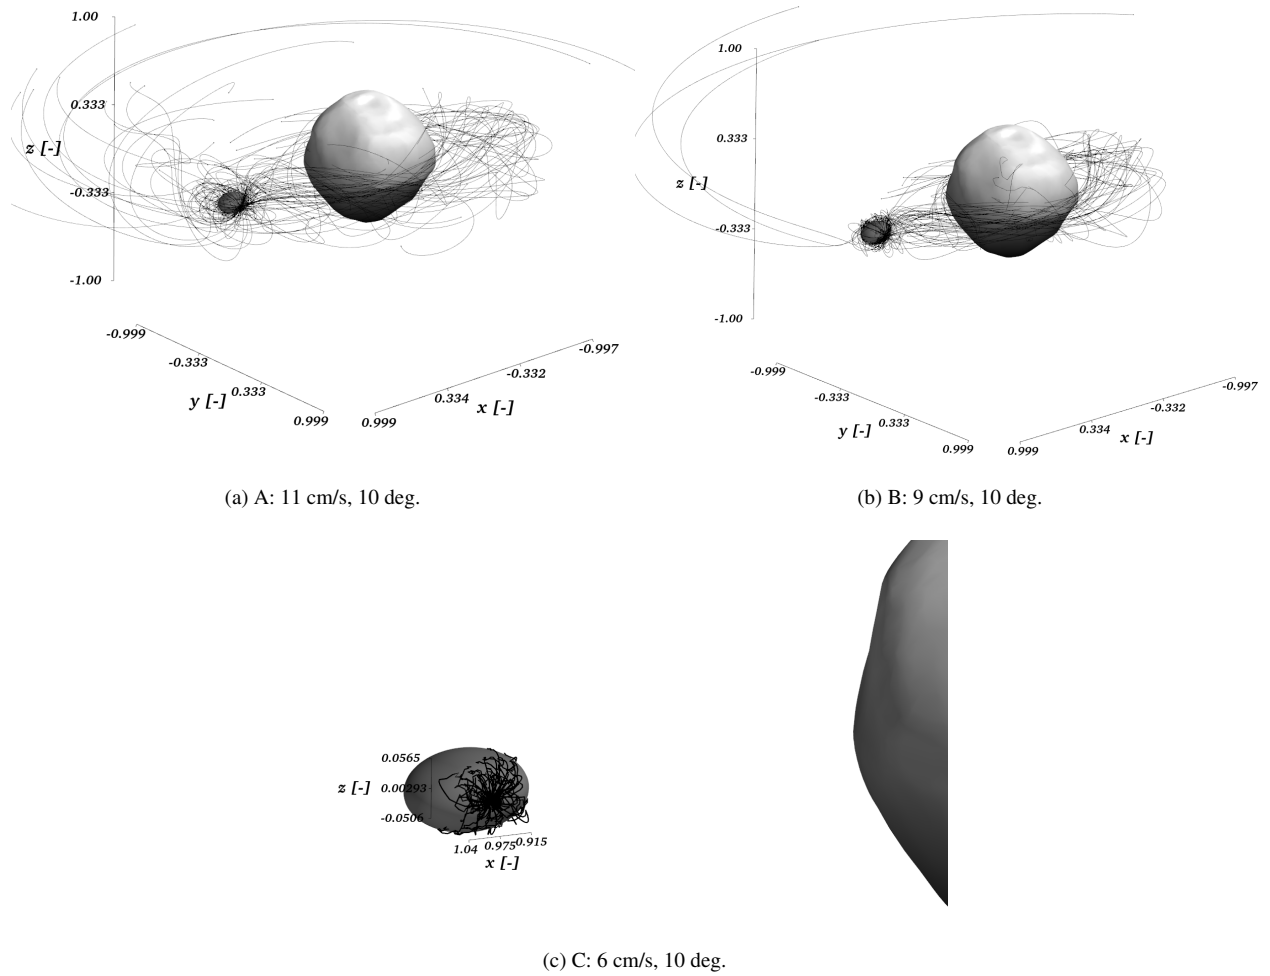 1.00
1.00
0.333
0.333
z [-]
z [-]
-0.333
-0.333
-1.00
-1.00
-0.999
-0.997
-0.333
-0.332
y [-]
0.333
0.334
x [-]
0.999
0.999
-0.999
-0.997
-0.333
-0.332
y [-]
0.333
0.334
x [-]
0.999
0.999
(a) A: 11 cm/s, 10 deg.
(b) B: 9 cm/s, 10 deg.
0.0565
z [-]
0.00293
-0.0506
1.04
0.975
0.915
x [-]
(c) C: 6 cm/s, 10 deg.